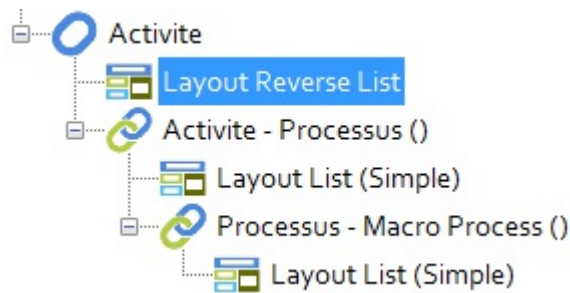 Activite
Layout Reverse List
Activite - Processus ()
Layout List (Simple)
Processus - Macro Process ()
Layout List (Simple)